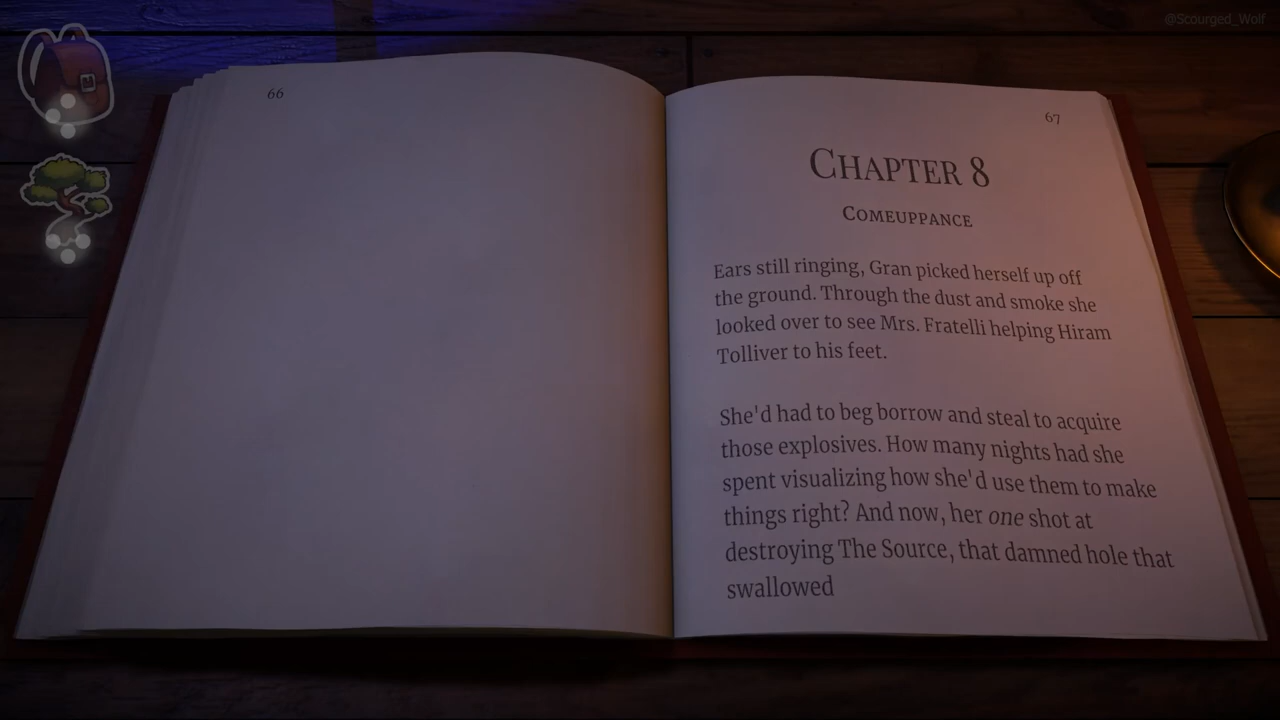 @Scourged_Wolf
66
67
Chapter 8
Comeuppance
Ears still ringing, Gran picked herself up off
the ground. Through the dust and smoke she
looked over to see Mrs. Fratelli helping Hiram
Tolliver to his feet.
She'd had to beg borrow and steal to acquire
those explosives. How many nights had she
spent visualizing how she'd use them to make
things right? And now, her one shot at
destroying The Source, that damned hole that
swallowed